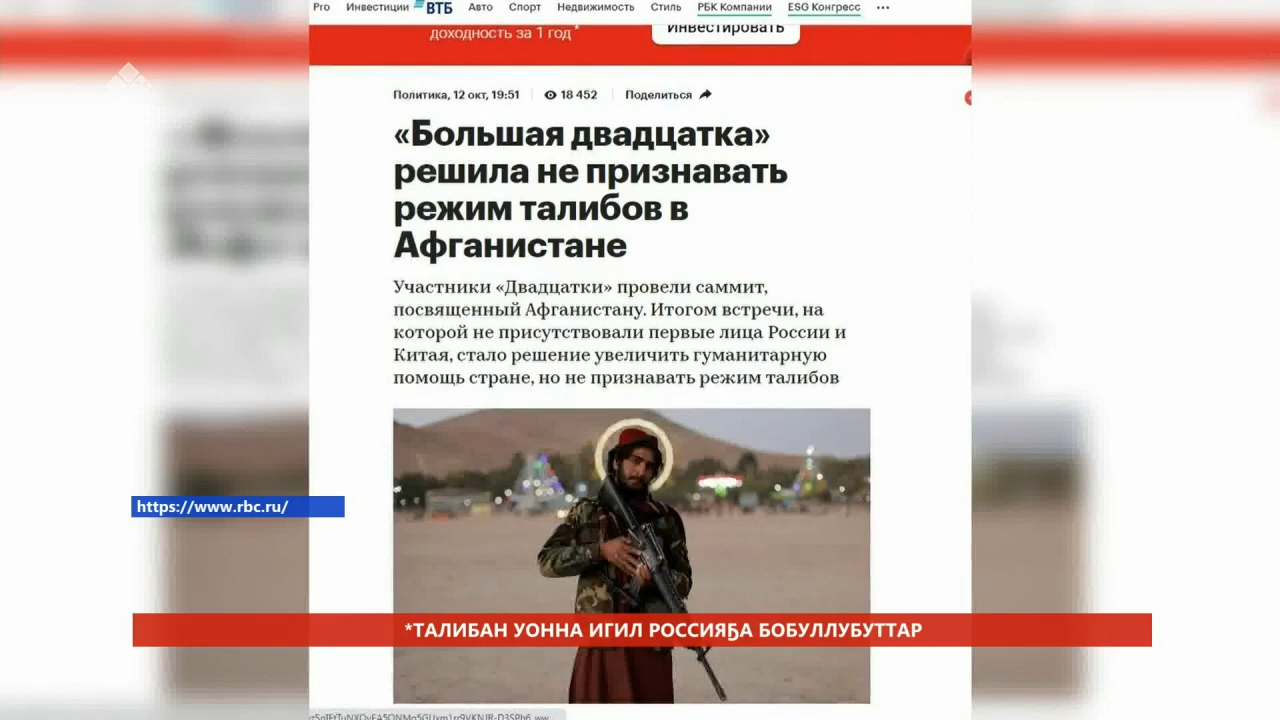 Pro Инвестиции ВТБ Авто Спорт Недвижимость Стиль РБК Компании ESG Конгресс ...
доходность за 1 год*
Инвестировать
Политика, 12 окт, 19:51 18 452 Поделиться
«Большая двадцатка»
решила не признавать
режим талибов в
Афганистане
Участники «Двадцатки» провели саммит,
посвященный Афганистану. Итогом встречи, на
которой не присутствовали первые лица России и
Китая, стало решение увеличить гуманитарную
помощь стране, но не признавать режим талибов
https://www.rbc.ru/
*ТАЛИБАН УОННА ИГИЛ РОССИЯҔА БОБУЛЛУБУТТАР